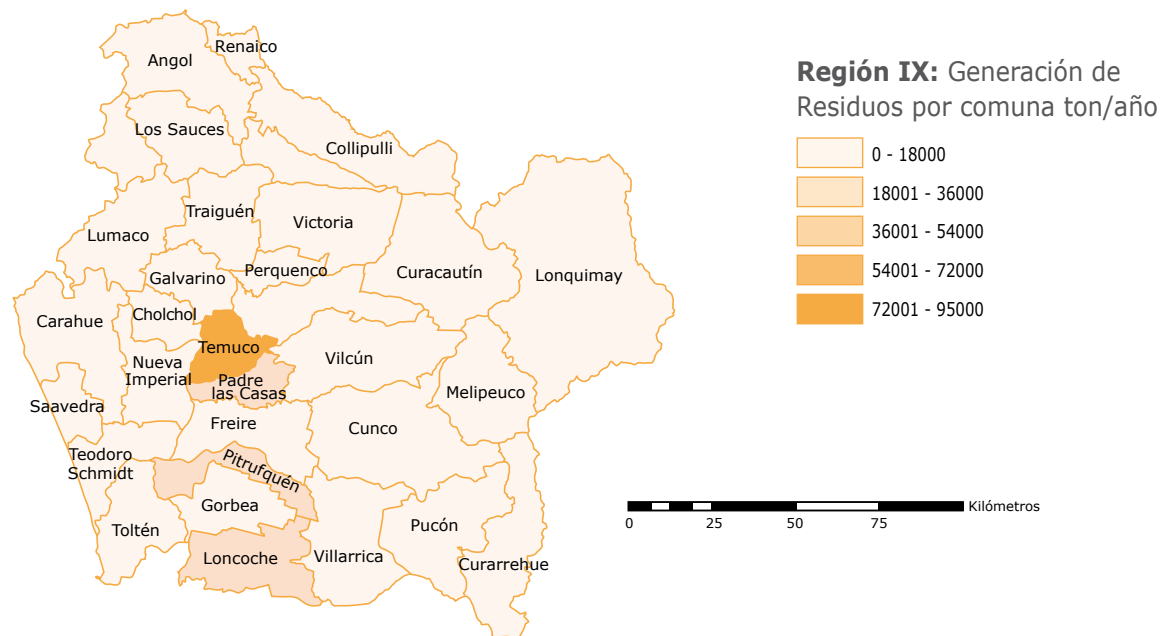 Renaico
Angol
Los Sauces
Collipulli
Traiguén
Victoria
Lumaco
Perquenco
Galvarino
Curacautín
Lonquimay
Carahue
Cholchol
Temuco
Vilcún
Nueva
Imperial
Padre
las Casas
Melipeuco
Saavedra
Freire
Cunco
Teodoro
Schmidt
Pitrufquén
Gorbea
Toltén
Pucón
Loncoche
Villarrica
Curarrehue
Región IX: Generación de
Residuos por comuna ton/año
0 - 18000
18001 - 36000
36001 - 54000
54001 - 72000
72001 - 95000
Kilómetros
0 25 50 75